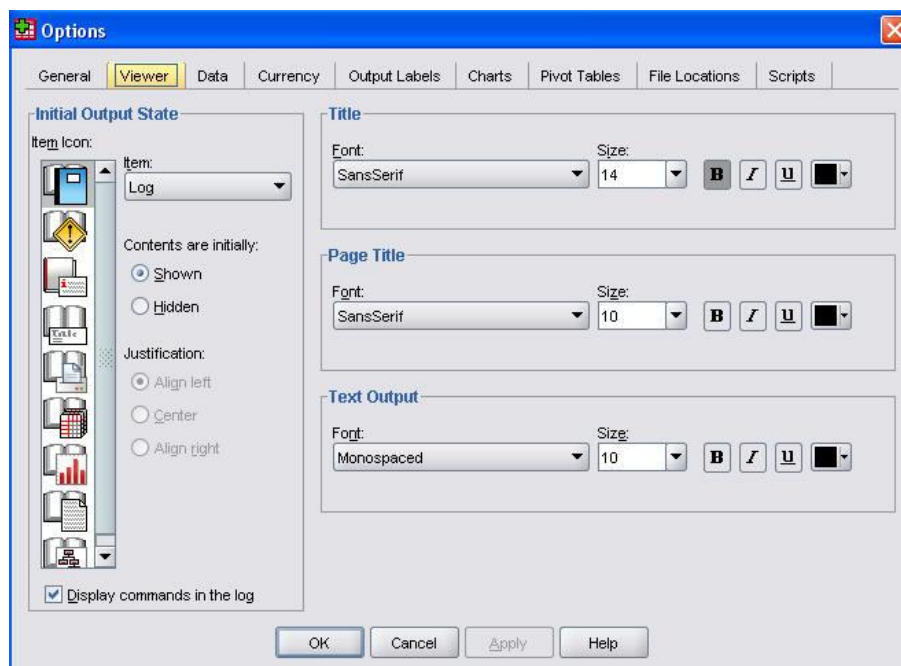 Options
General Viewer Data Currency Output Labels Charts Pivot Tables File Locations Scripts
Initial Output State
Item Icon:
Item:
Log
Contents are initially:
Shown
Hidden
Justification:
Align left
Center
Align right
Title
Display commands in the log
Title
Font: Size:
SansSerif 14 B I U
Page Title
Font: Size:
SansSerif 10 B I U
Text Output
Font: Size:
Monospaced 10 B I U
OK Cancel Apply Help